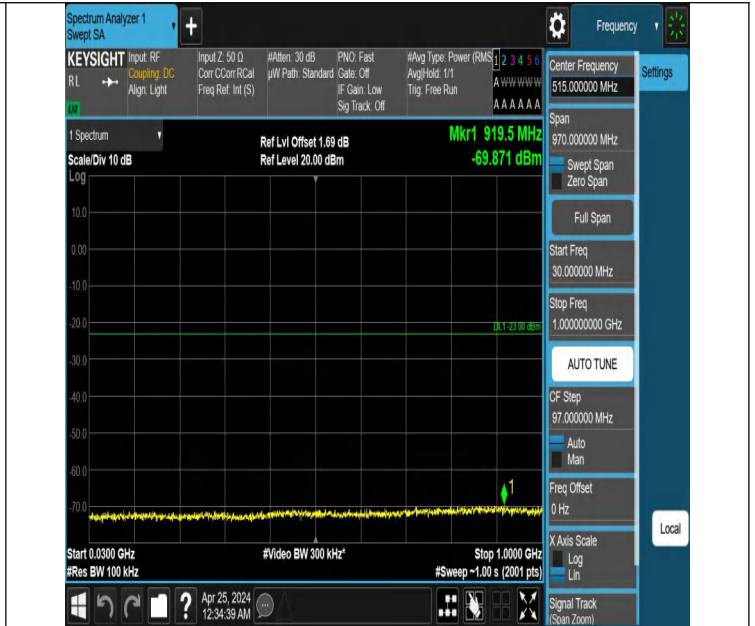 Spectrum Analyzer 1
Swept SA
+
Frequency
KEYSIGHT
Input: RF
Input Z: 50 Ω
#Atten: 30 dB
PNO: Fast
#Avg Type: Power (RMS
1 2 3 4 5 6
RL
Coupling: DC
Corr CCorr RCal
µW Path: Standard
Gate: Off
Avg|Hold: 1/1
A W W W W W
Align: Light
Freq Ref: Int (S)
IF Gain: Low
Trig: Free Run
Sig Track: Off
A A A A A A
LXI
1 Spectrum
Ref Lvl Offset 1.69 dB
Mkr1 919.5 MHz
Scale/Div 10 dB
Ref Level 20.00 dBm
-69.871 dBm
Log
10.0
0.00
-10.0
-20.0
DL1 -23.00 dBm
-30.0
-40.0
-50.0
-60.0
1
-70.0
Start 0.0300 GHz
#Video BW 300 kHz*
Stop 1.0000 GHz
#Res BW 100 kHz
#Sweep ~1.00 s (2001 pts)
Center Frequency
515.000000 MHz
Settings
Span
970.000000 MHz
Swept Span
Zero Span
Full Span
Start Freq
30.000000 MHz
Stop Freq
1.000000000 GHz
AUTO TUNE
CF Step
97.000000 MHz
Auto
Man
Freq Offset
0 Hz
Local
X Axis Scale
Log
Lin
Signal Track
(Span Zoom)
?
Apr 25, 2024
12:34:39 AM